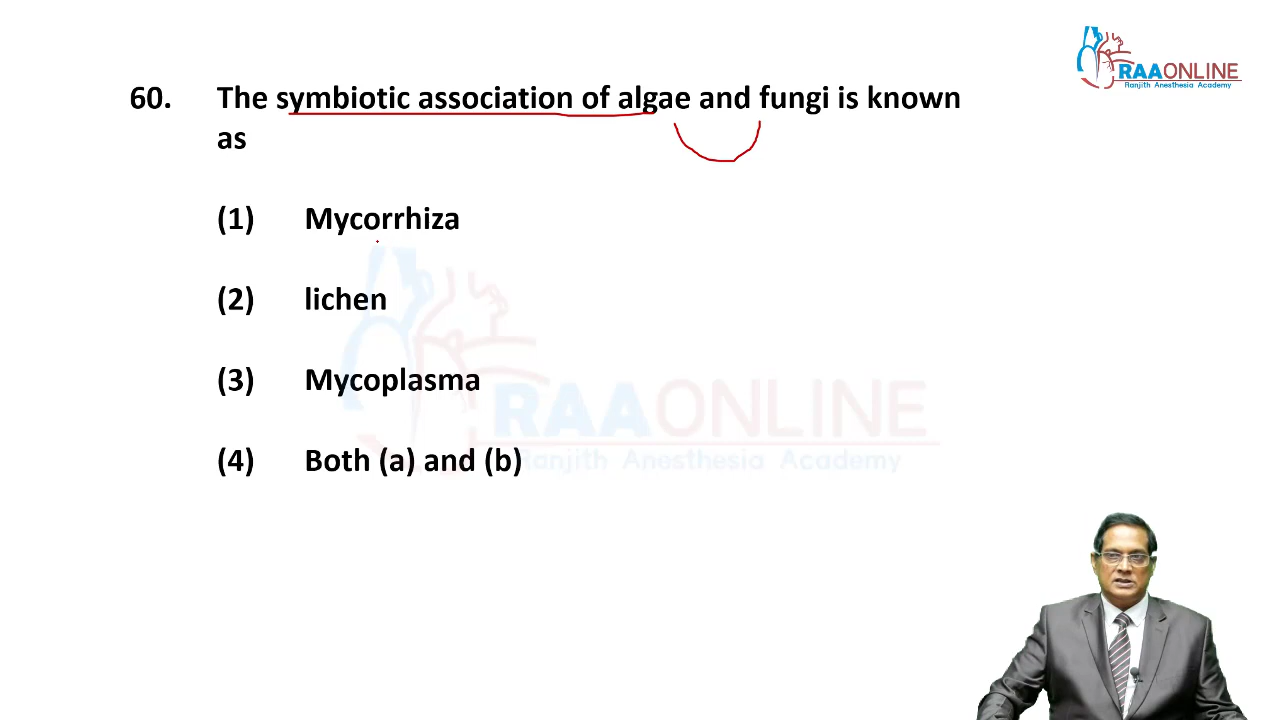 RAAONLINE
Ranjith Anesthesia Academy
60. The symbiotic association of algae and fungi is known
as
(1) Mycorrhiza
(2) lichen
(3) Mycoplasma
(4) Both (a) and (b)
RAAONLINE
Ranjith Anesthesia Academy